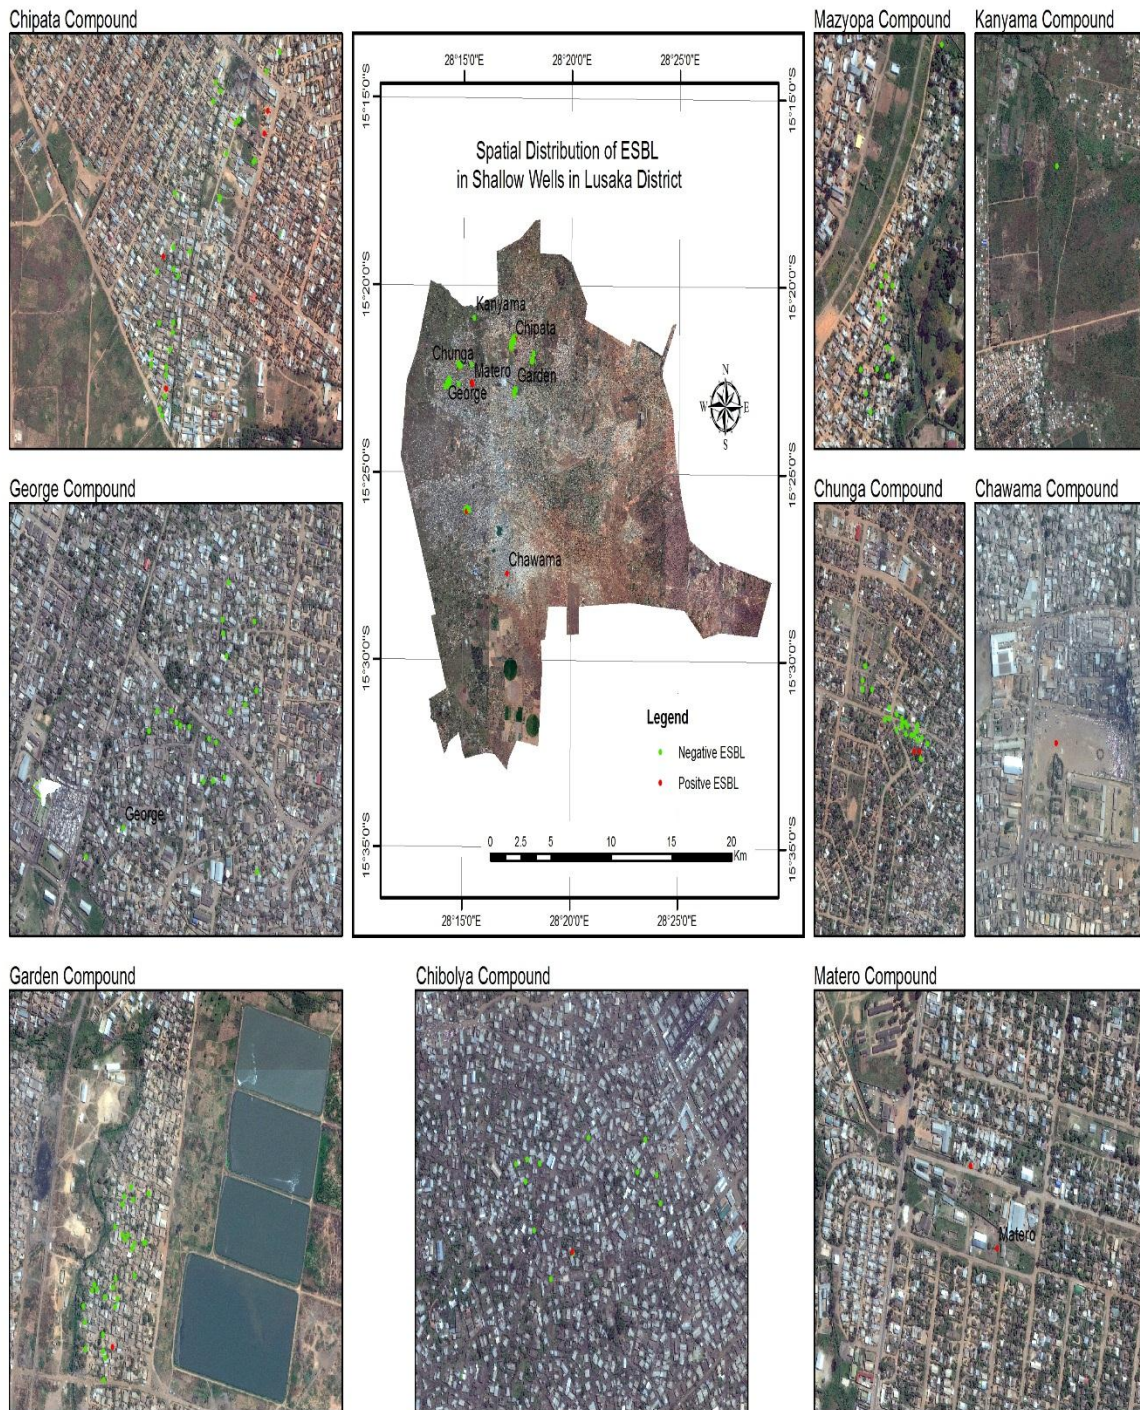 Chipata Compound
Mazyopa Compound
Kanyama Compound
28°15'0"E
28°20'0"E
28°25'0"E
15°15'0"S
15°15'0"S
Spatial Distribution of ESBL
in Shallow Wells in Lusaka District
15°20'0"S
15°20'0"S
Kanyama
Chipata
Chunga
Matero
Garden
George
N
W
E
S
15°25'0"S
15°25'0"S
George Compound
Chunga Compound
Chawama Compound
Chawama
15°30'0"S
15°30'0"S
Legend
Negative ESBL
Positve ESBL
George
0 2.5 5 10 15 20
Km
15°35'0"S
15°35'0"S
28°15'0"E
28°20'0"E
28°25'0"E
Garden Compound
Chibolya Compound
Matero Compound
Matero